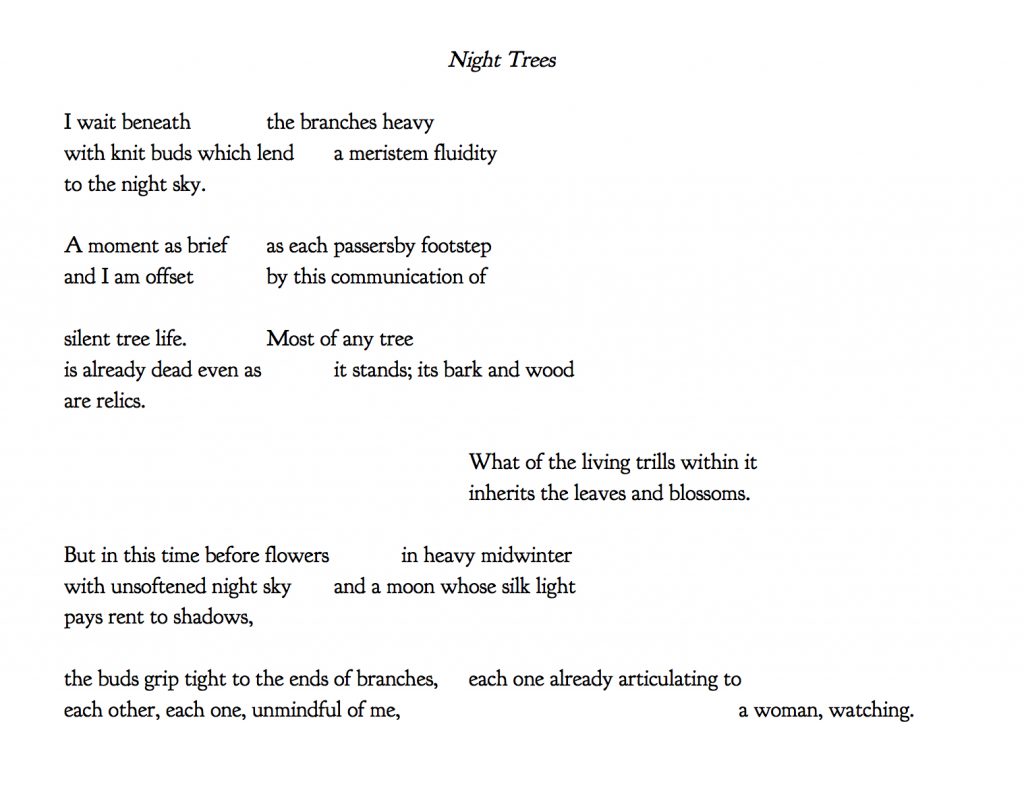 Night Trees
I wait beneath the branches heavy
with knit buds which lend a meristem fluidity
to the night sky.
A moment as brief as each passersby footstep
and I am offset by this communication of
silent tree life. Most of any tree
is already dead even as it stands; its bark and wood
are relics.
What of the living trills within it
inherits the leaves and blossoms.
But in this time before flowers in heavy midwinter
with unsoftened night sky and a moon whose silk light
pays rent to shadows,
the buds grip tight to the ends of branches, each one already articulating to
each other, each one, unmindful of me, a woman, watching.